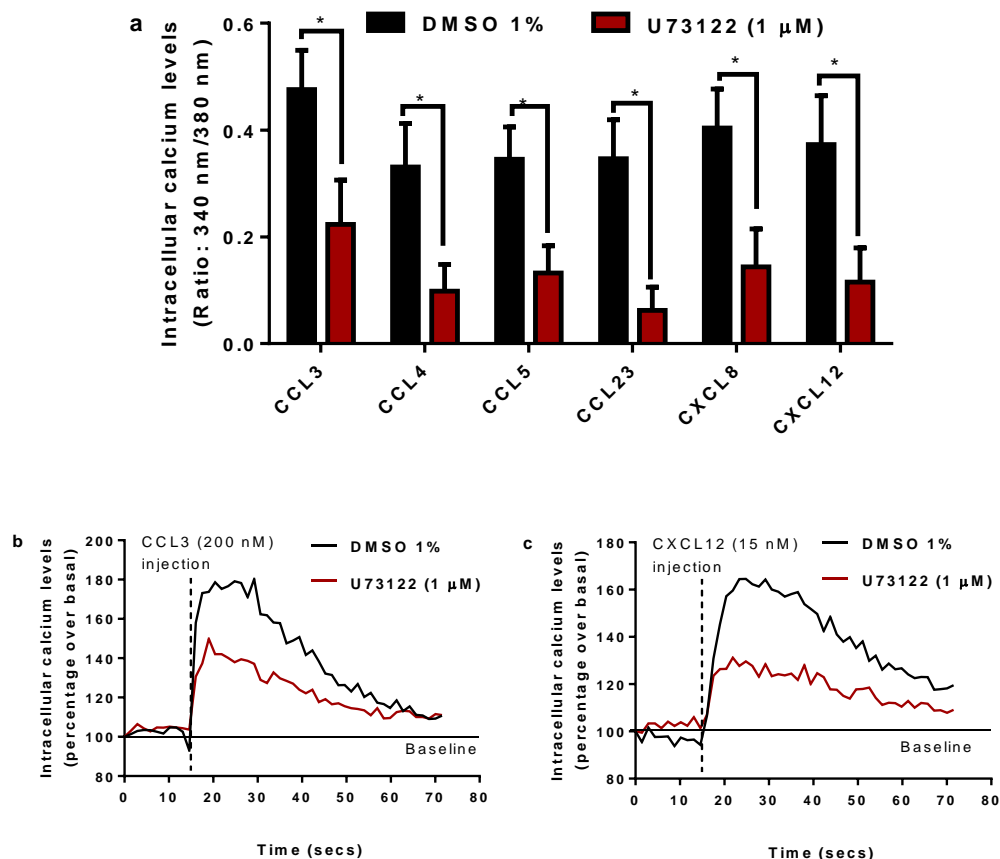 a
DMSO 1%
U73122 (1 µM)
Intracellular calcium levels
(Ratio: 340 nm/380 nm)
0.6
0.4
0.2
0.0
*
*
*
*
*
*
CCL3
CCL4
CCL5
CCL23
CXCL8
CXCL12
b
Intracellular calcium levels
(percentage over basal)
200
180
160
140
120
100
80
CCL3 (200 nM)
injection
DMSO 1%
U73122 (1 µM)
Baseline
0 10 20 30 40 50 60 70 80
Time (secs)
c
Intracellular calcium levels
(percentage over basal)
180
160
140
120
100
80
CXCL12 (15 nM)
injection
DMSO 1%
U73122 (1 µM)
Baseline
0 10 20 30 40 50 60 70 80
Time (secs)